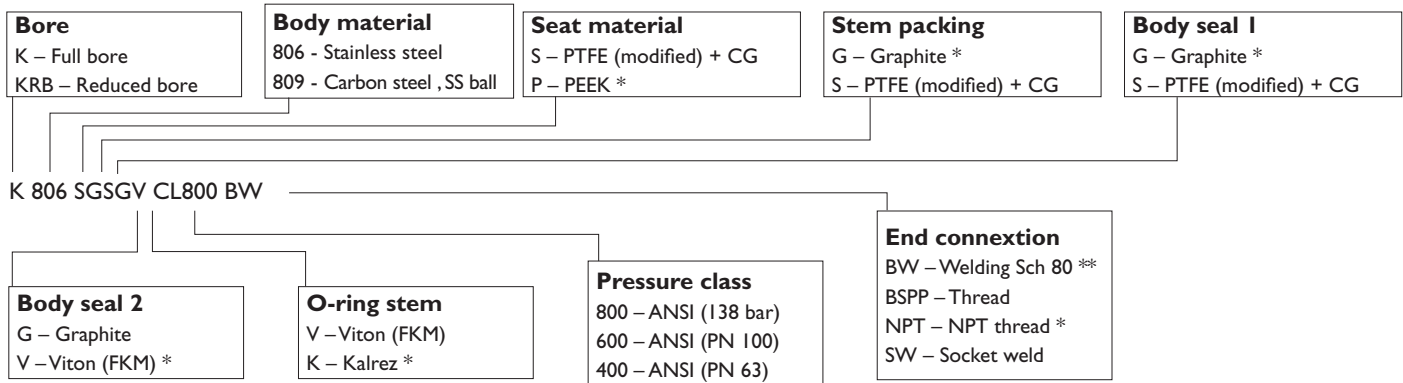 Bore
K – Full bore
KRB – Reduced bore
Body material
806 - Stainless steel
809 - Carbon steel , SS ball
Seat material
S – PTFE (modified) + CG
P – PEEK *
Stem packing
G – Graphite *
S – PTFE (modified) + CG
Body seal 1
G – Graphite *
S – PTFE (modified) + CG
K 806 SGSGV CL800 BW
Body seal 2
G – Graphite
V – Viton (FKM) *
O-ring stem
V – Viton (FKM)
K – Kalrez *
Pressure class
800 – ANSI (138 bar)
600 – ANSI (PN 100)
400 – ANSI (PN 63)
End connextion
BW – Welding Sch 80 **
BSPP – Thread
NPT – NPT thread *
SW – Socket weld